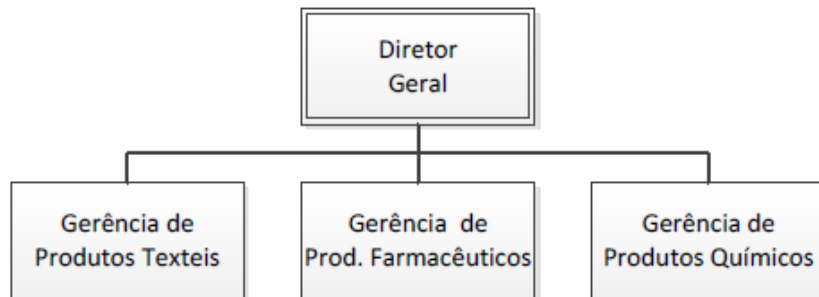 Diretor
Geral
Gerência de
Produtos Texteis
Gerência de
Prod. Farmacêuticos
Gerência de
Produtos Químicos